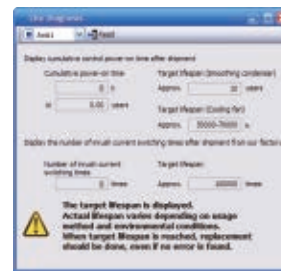 Life Diagnosis
Axis1 Read
Display cumulative control power-on time after shipment
Cumulative power-on time Target lifespan (Smoothing condenser)
0 h Approx. 10 years
or 0.00 years Target lifespan (Cooling fan)
Approx. h
Display the number of inrush current switching times after shipment from our factory
Number of inrush current Target lifespan
switching times
0 times Approx. 100000 times
The target lifespan is displayed.
Actual lifespan varies depending on usage
method and environmental conditions.
When target lifespan is reached, replacement
should be done, even if no error is found.